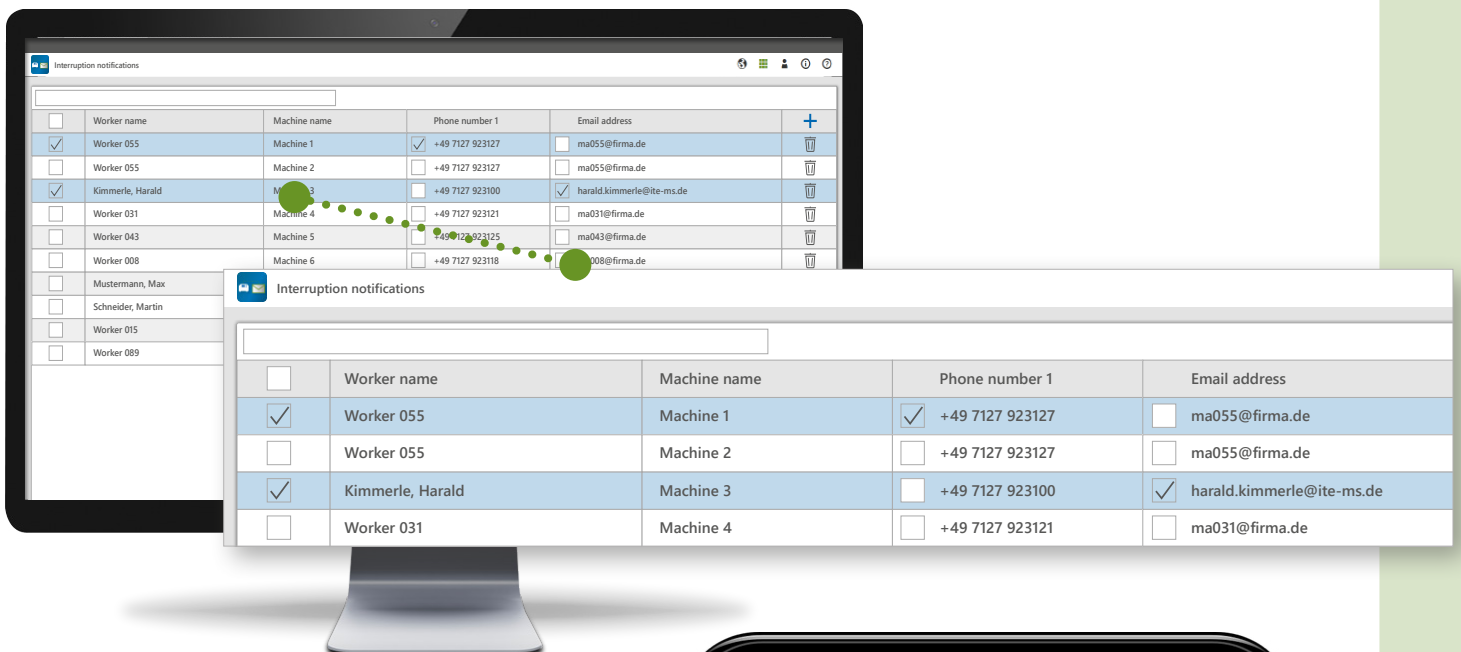 Interruption notifications
Worker name Machine name Phone number 1 Email address
Worker 055 Machine 1 +49 7127 923127 ma055@firma.de
Worker 055 Machine 2 +49 7127 923127 ma055@firma.de
Kimmerle, Harald +49 7127 923100 harald.kimmerle@ite-ms.de
Worker 031 Machine 4 +49 7127 923121 ma031@firma.de
Worker 043 Machine 5 +49 7127 923125 ma043@firma.de
Worker 008 Machine 6 +49 7127 923118
Mustermann, Max
Schneider, Martin
Worker 015
Worker 089
Interruption notifications
Worker name Machine name Phone number 1 Email address
Worker 055 Machine 1 +49 7127 923127 ma055@firma.de
Worker 055 Machine 2 +49 7127 923127 ma055@firma.de
Kimmerle, Harald Machine 3 +49 7127 923100 harald.kimmerle@ite-ms.de
Worker 031 Machine 4 +49 7127 923121 ma031@firma.de